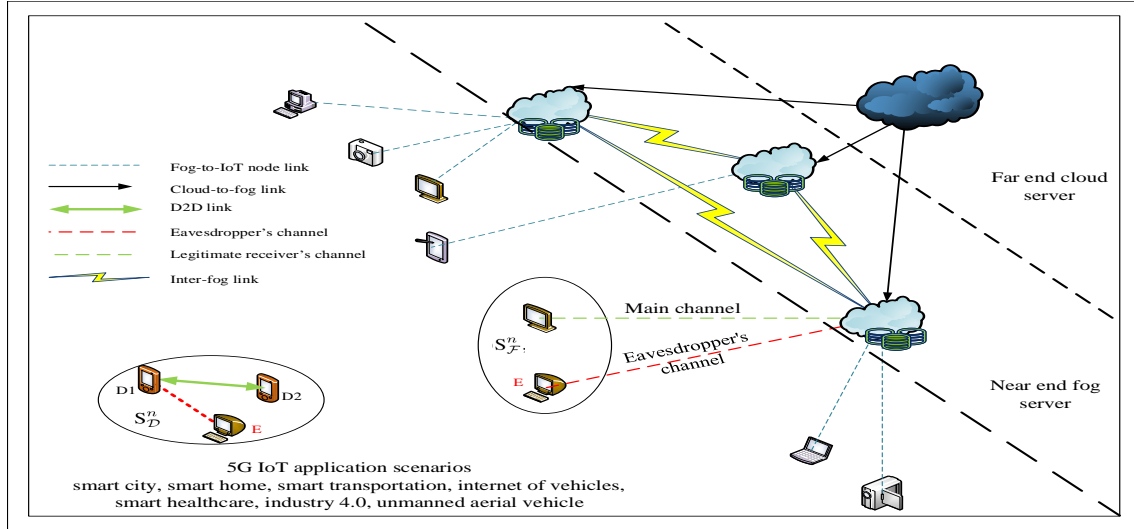 Fog-to-IoT node link
Cloud-to-fog link
D2D link
Eavesdropper's channel
Legitimate receiver's channel
Inter-fog link
Far end cloud
server
Near end fog
server
Main channel
Eavesdropper's
channel
S_F^n
E
D1
D2
S_D^n
E
5G IoT application scenarios
smart city, smart home, smart transportation, internet of vehicles,
smart healthcare, industry 4.0, unmanned aerial vehicle